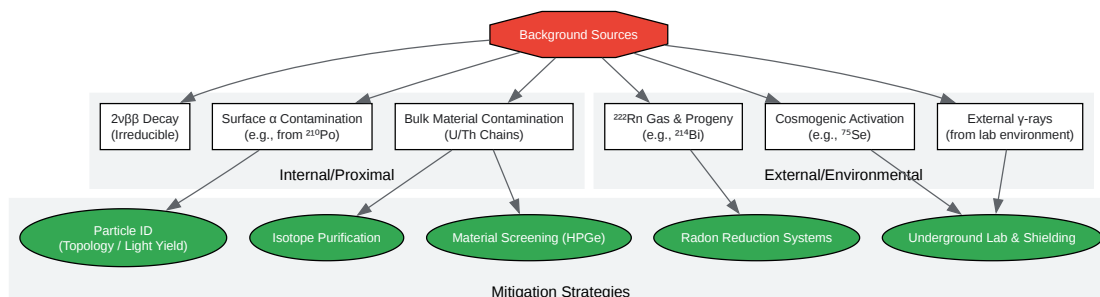 Background Sources
2νββ Decay
(Irreducible)
Surface α Contamination
(e.g., from ²¹⁰Po)
Bulk Material Contamination
(U/Th Chains)
²²²Rn Gas & Progeny
(e.g., ²¹⁴Bi)
Cosmogenic Activation
(e.g., ⁷⁵Se)
External γ-rays
(from lab environment)
Internal/Proximal
External/Environmental
Particle ID
(Topology / Light Yield)
Isotope Purification
Material Screening (HPGe)
Radon Reduction Systems
Underground Lab & Shielding
Mitigation Strategies